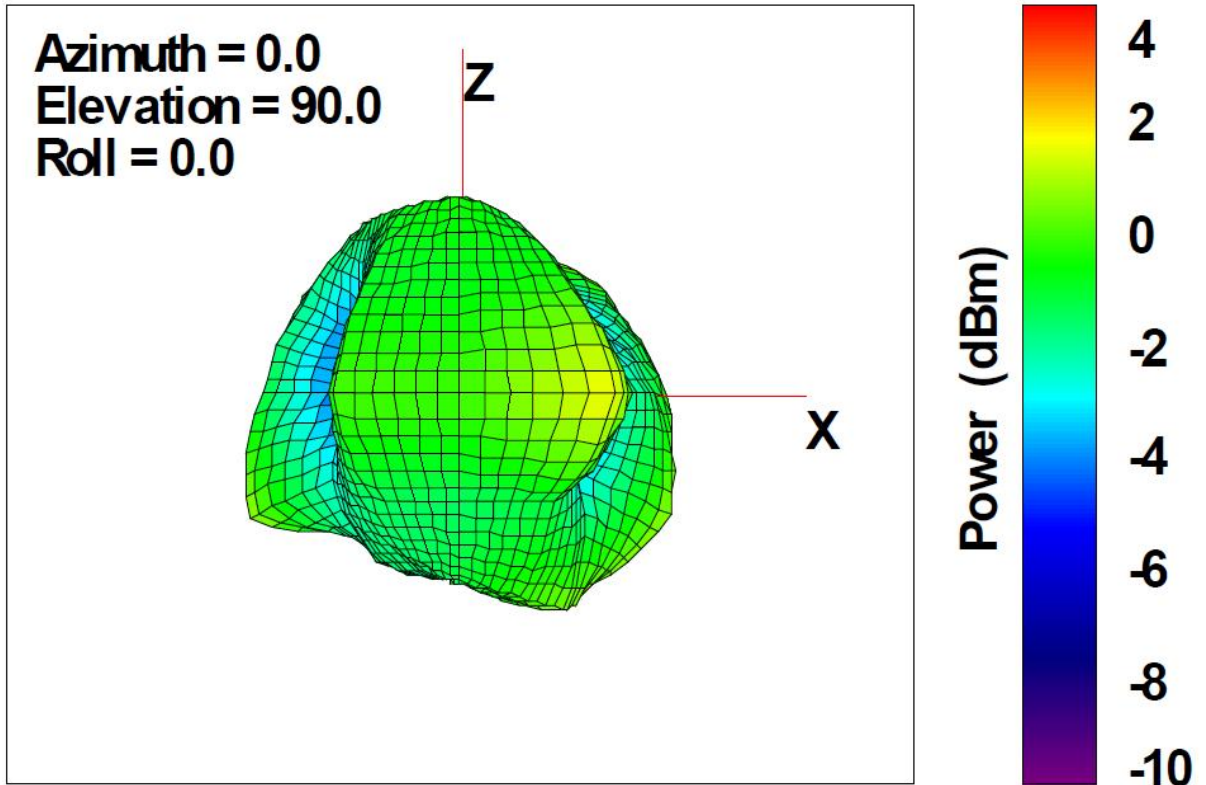 Azimuth = 0.0
Elevation = 90.0
Roll = 0.0
Z
X
Power (dBm)
4
2
0
-2
-4
-6
-8
-10